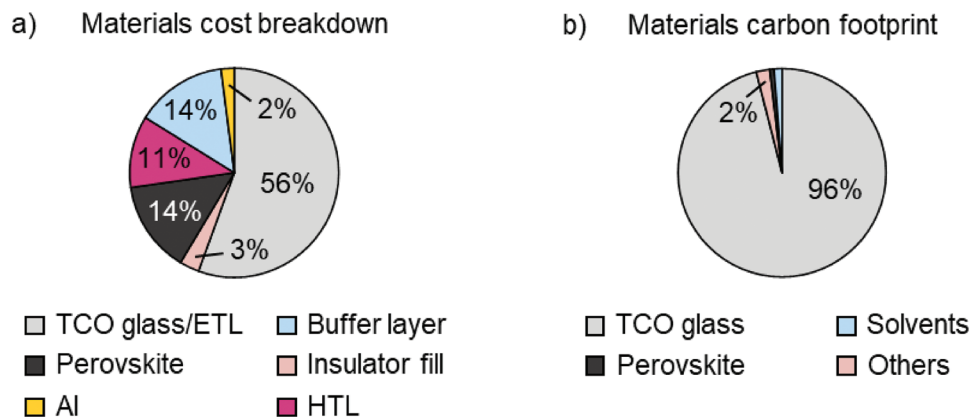 a) Materials cost breakdown
14%
2%
11%
56%
14%
3%
TCO glass/ETL
Buffer layer
Perovskite
Insulator fill
Al
HTL
b) Materials carbon footprint
2%
96%
TCO glass
Solvents
Perovskite
Others